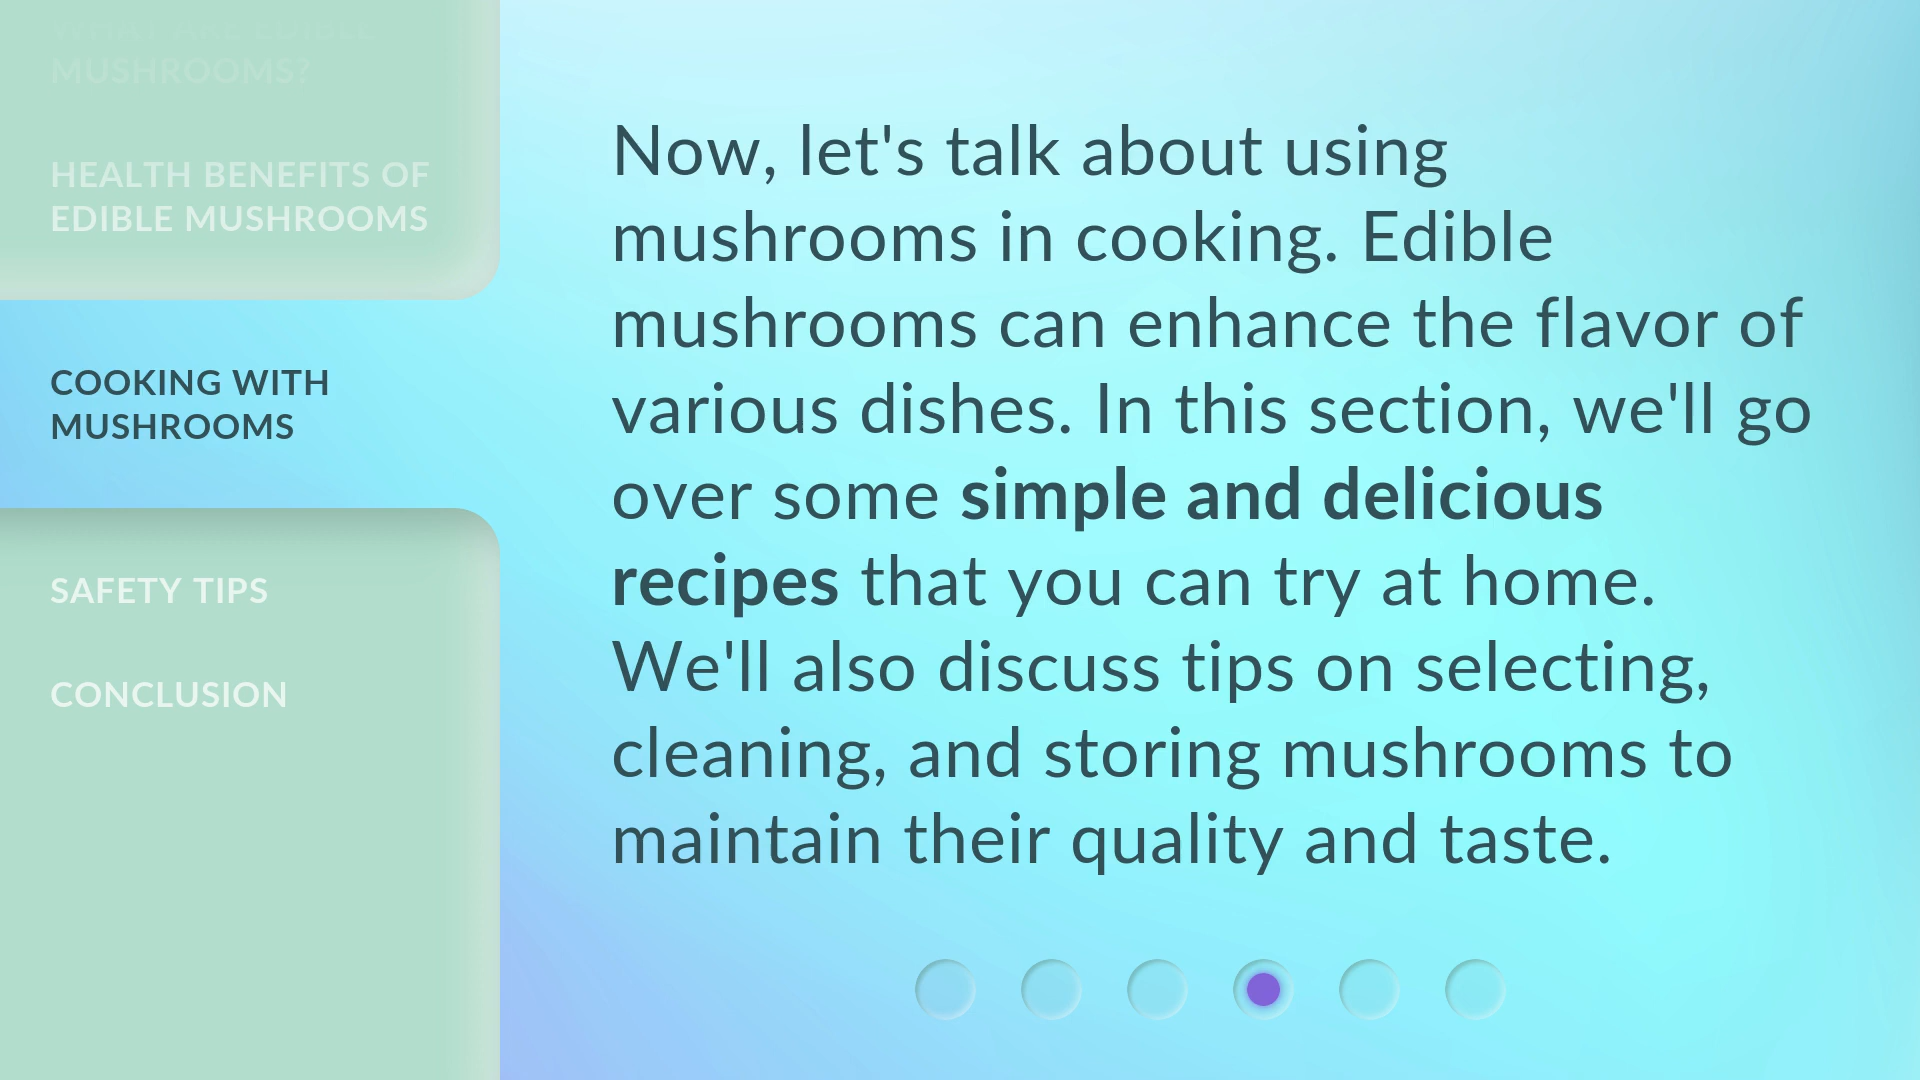 WHAT ARE EDIBLE
MUSHROOMS?
HEALTH BENEFITS OF
EDIBLE MUSHROOMS
COOKING WITH
MUSHROOMS
SAFETY TIPS
CONCLUSION
Now, let's talk about using
mushrooms in cooking. Edible
mushrooms can enhance the flavor of
various dishes. In this section, we'll go
over some simple and delicious
recipes that you can try at home.
We'll also discuss tips on selecting,
cleaning, and storing mushrooms to
maintain their quality and taste.